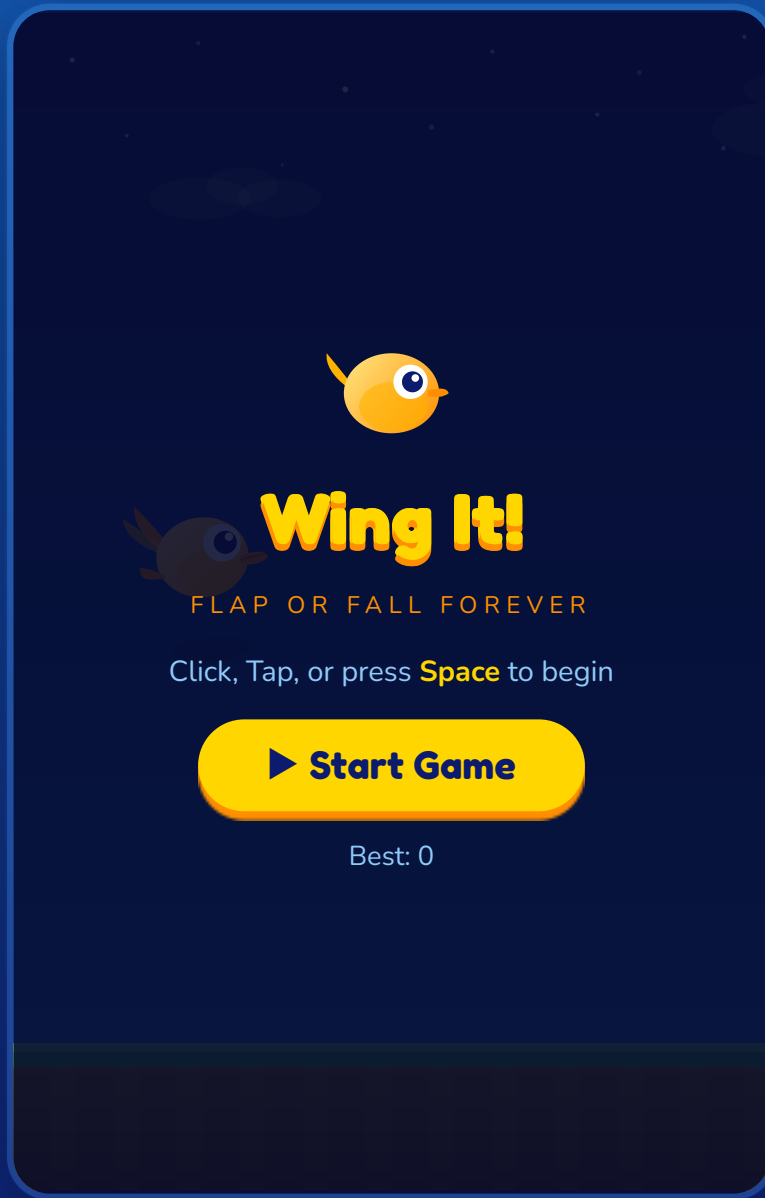 Wing It!
FLAP OR FALL FOREVER
Click, Tap, or press Space to begin
▶ Start Game
Best: 0